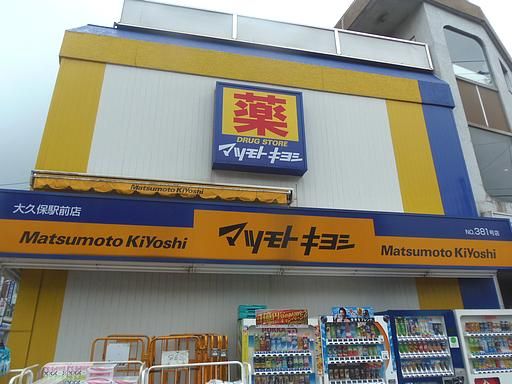 薬
DRUG STORE
マツモト キヨシ
Matsumoto KiYoshi
大久保駅前店
Matsumoto KiYoshi
マツモト キヨシ
NO.381号店
Matsumoto KiYoshi